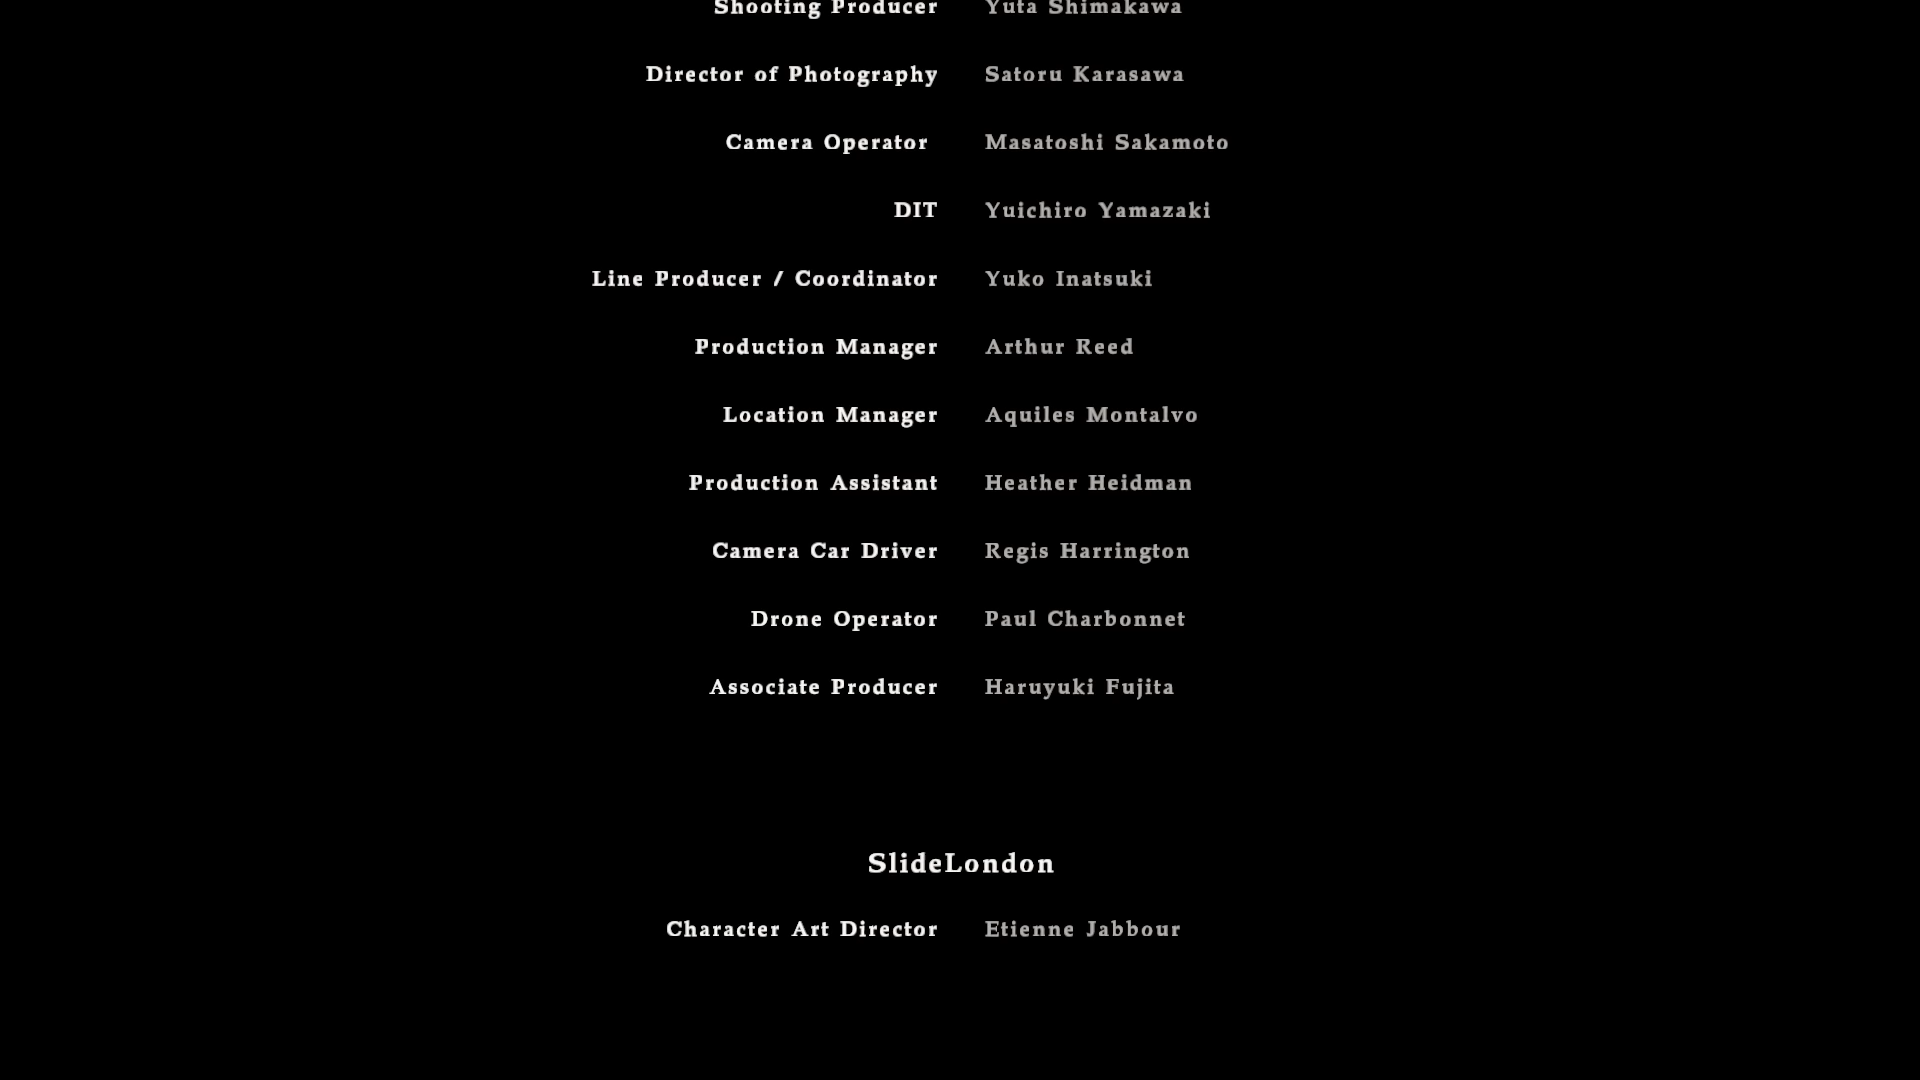 Shooting Producer Yuta Shimakawa
Director of Photography Satoru Karasawa
Camera Operator Masatoshi Sakamoto
DIT Yuichiro Yamazaki
Line Producer / Coordinator Yuko Inatsuki
Production Manager Arthur Reed
Location Manager Aquiles Montalvo
Production Assistant Heather Heidman
Camera Car Driver Regis Harrington
Drone Operator Paul Charbonnet
Associate Producer Haruyuki Fujita
SlideLondon
Character Art Director Etienne Jabbour